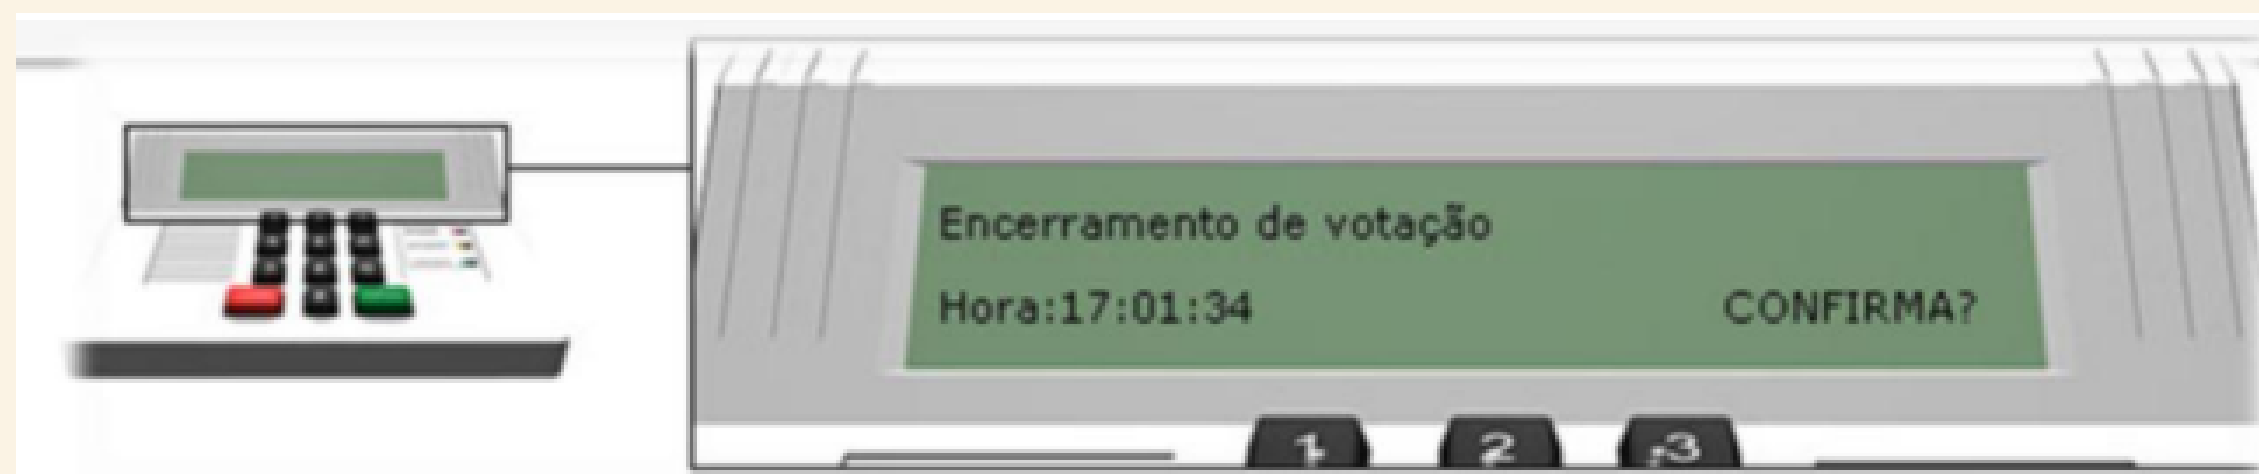 Encerramento de votação
Hora:17:01:34 CONFIRMA?
1 2 3